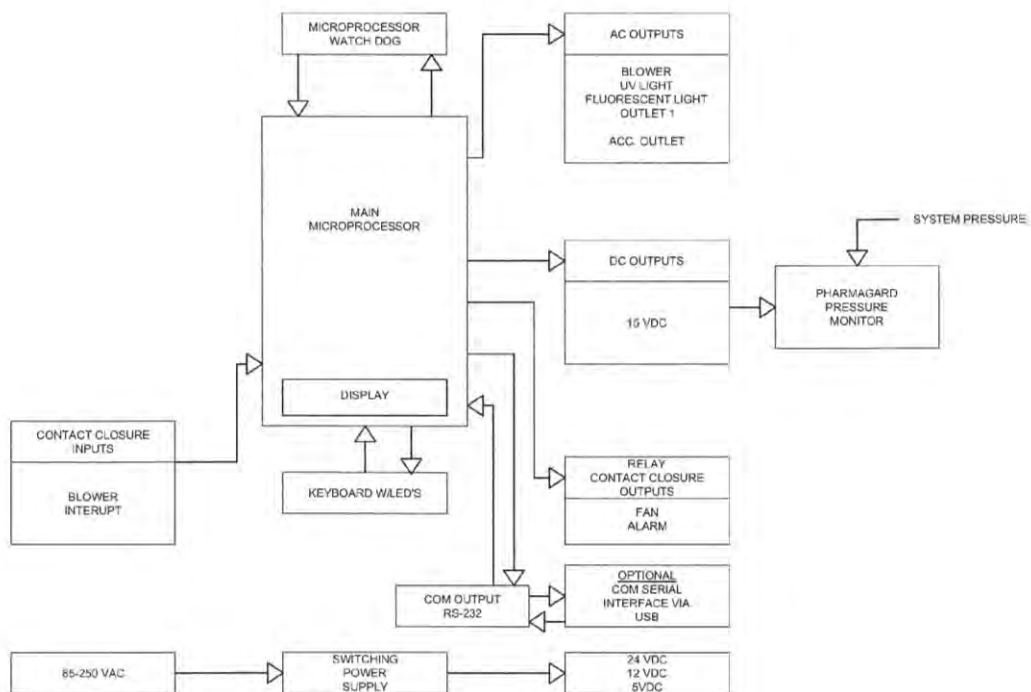 MICROPROCESSOR
WATCH DOG
AC OUTPUTS
BLOWER
UV LIGHT
FLUORESCENT LIGHT
OUTLET 1
ACC. OUTLET
MAIN
MICROPROCESSOR
SYSTEM PRESSURE
DC OUTPUTS
15 VDC
PHARMAGARD
PRESSURE
MONITOR
DISPLAY
CONTACT CLOSURE
INPUTS
BLOWER
INTERUPT
KEYBOARD W/LED'S
RELAY
CONTACT CLOSURE
OUTPUTS
FAN
ALARM
COM OUTPUT
RS-232
OPTIONAL
COM SERIAL
INTERFACE VIA
USB
85-250 VAC
SWITCHING
POWER
SUPPLY
24 VDC
12 VDC
5VDC